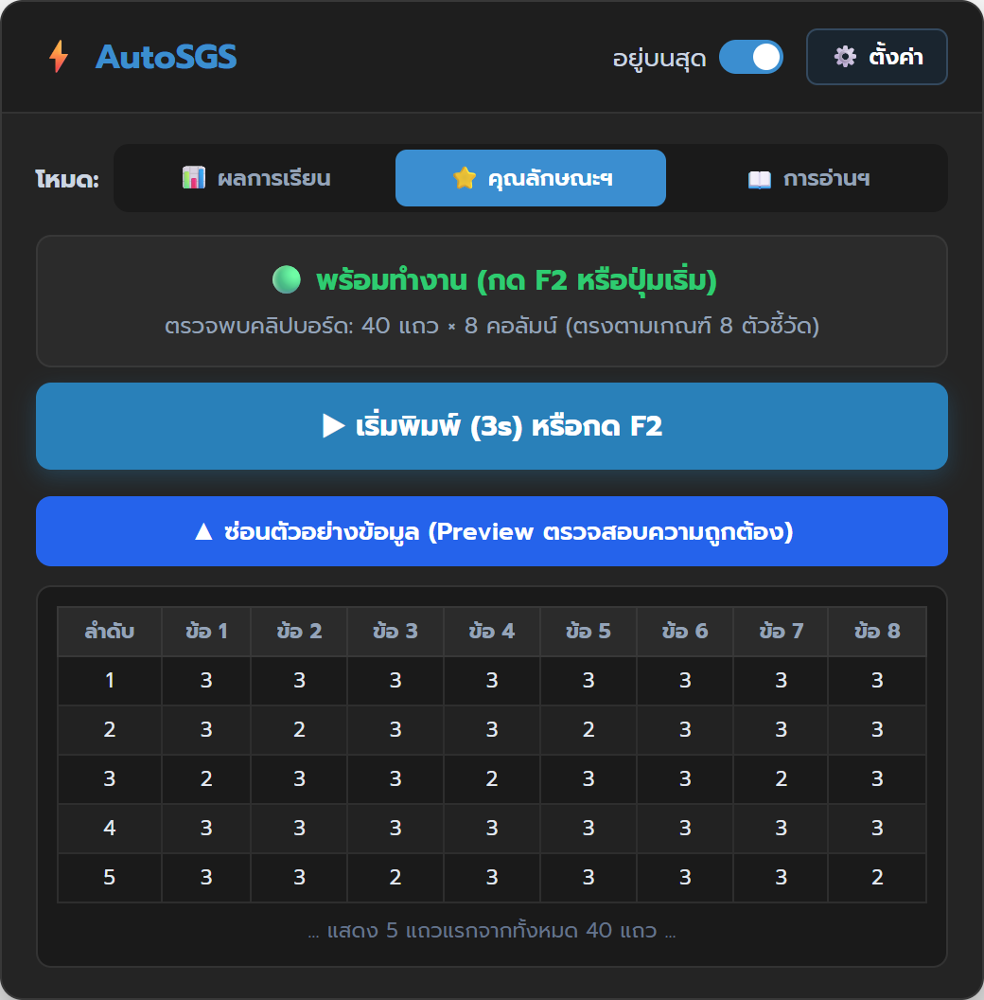 AutoSGS อยู่บนสุด ตั้งค่า
โหมด: ผลการเรียน คุณลักษณะฯ การอ่านฯ
พร้อมทำงาน (กด F2 หรือปุ่มเริ่ม)
ตรวจพบคลิปบอร์ด: 40 แถว × 8 คอลัมน์ (ตรงตามเกณฑ์ 8 ตัวชี้วัด)
▶ เริ่มพิมพ์ (3s) หรือกด F2
▲ ซ่อนตัวอย่างข้อมูล (Preview ตรวจสอบความถูกต้อง)
ลำดับ ข้อ 1 ข้อ 2 ข้อ 3 ข้อ 4 ข้อ 5 ข้อ 6 ข้อ 7 ข้อ 8
1 3 3 3 3 3 3 3 3
2 3 2 3 3 2 3 3 3
3 2 3 3 2 3 3 2 3
4 3 3 3 3 3 3 3 3
5 3 3 2 3 3 3 3 2
... แสดง 5 แถวแรกจากทั้งหมด 40 แถว ...